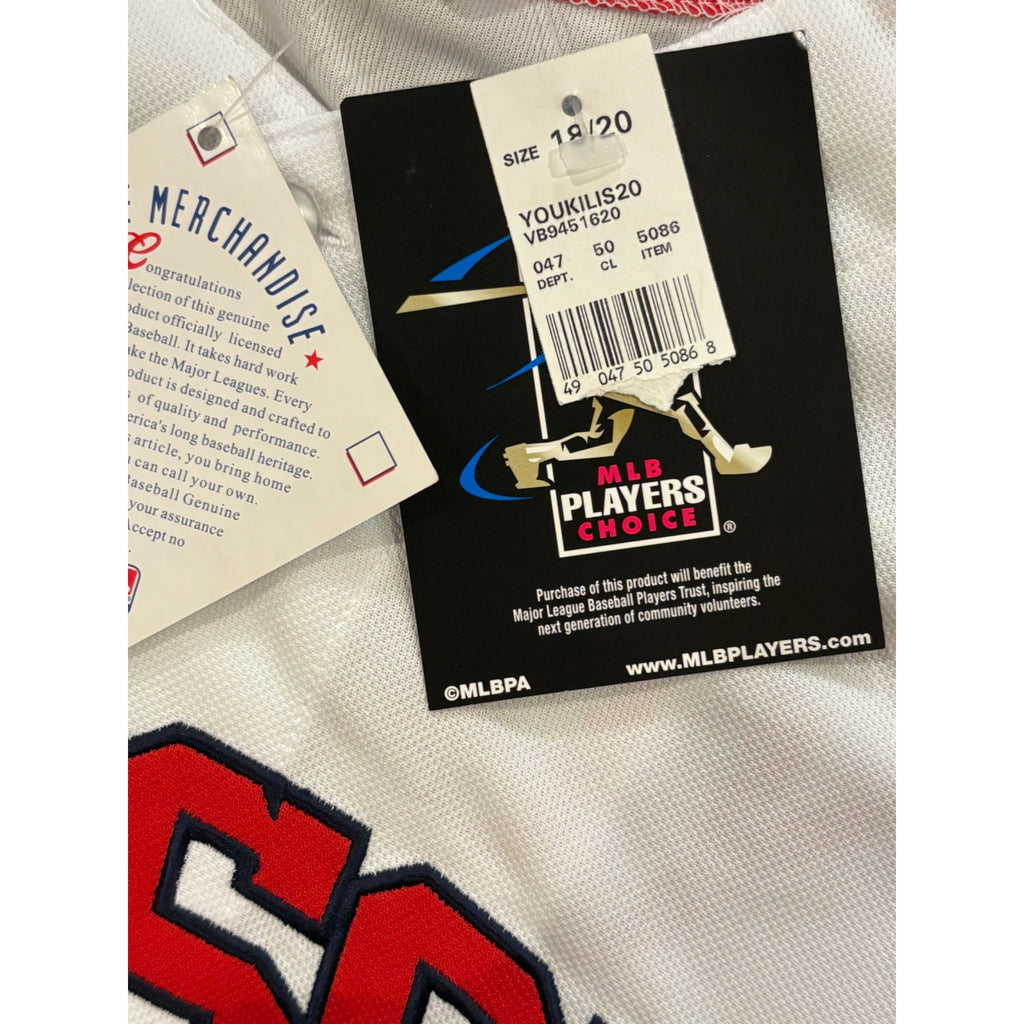 E MERCHANDISE
Congratulations
lection of this genuine
oduct officially licensed
Baseball. It takes hard work
ake the Major Leagues. Every
oduct is designed and crafted to
s of quality and performance.
erica's long baseball heritage.
s article, you bring home
u can call your own.
Baseball Genuine
your assurance
Accept no
SIZE 18/20
YOUKILIS20
VB9451620
047 50 5086
DEPT. CL ITEM
49 047 50 5086 8
MLB
PLAYERS
CHOICE ®
Purchase of this product will benefit the
Major League Baseball Players Trust, inspiring the
next generation of community volunteers.
©MLBPA
www.MLBPLAYERS.com